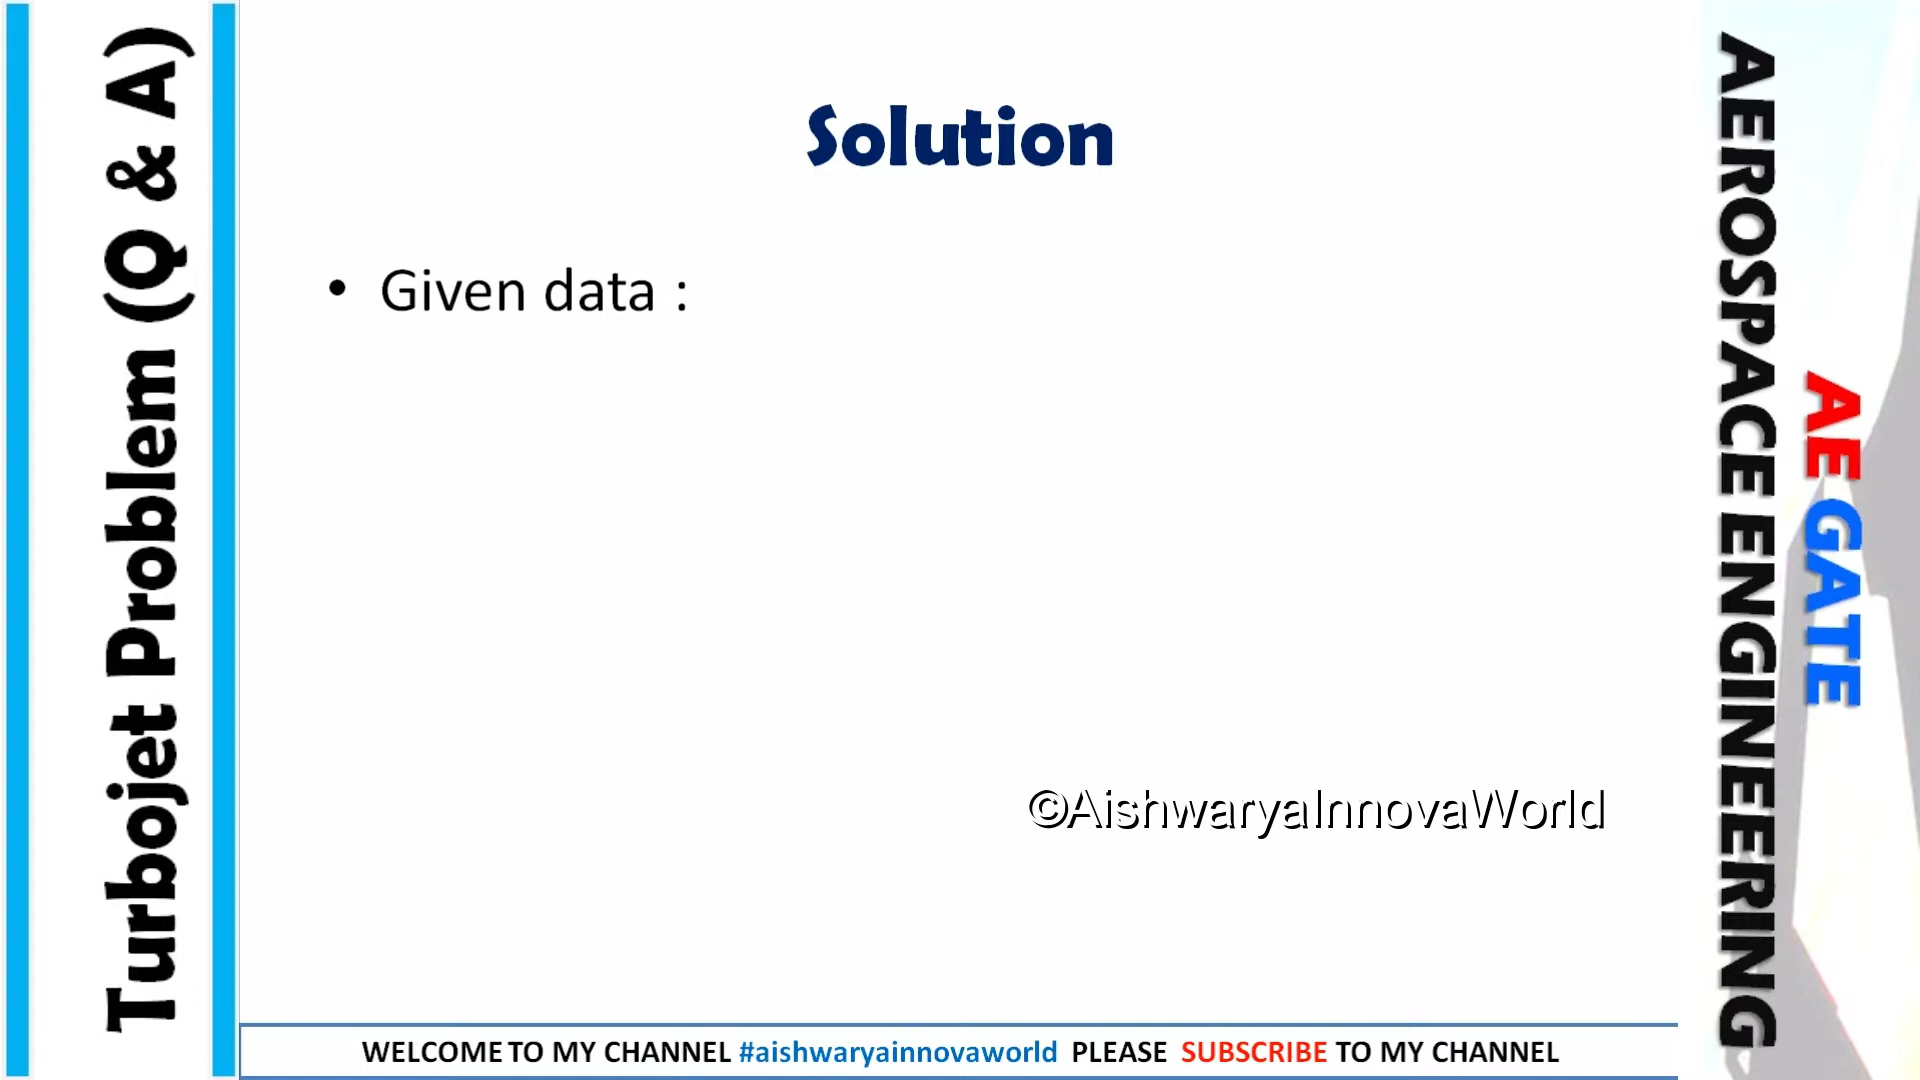 Turbojet Problem (Q & A)
Solution
• Given data :
©AishwaryaInnovaWorld
WELCOME TO MY CHANNEL #aishwaryainnovaworld PLEASE SUBSCRIBE TO MY CHANNEL
AEROSPACE ENGINEERING
AE GATE